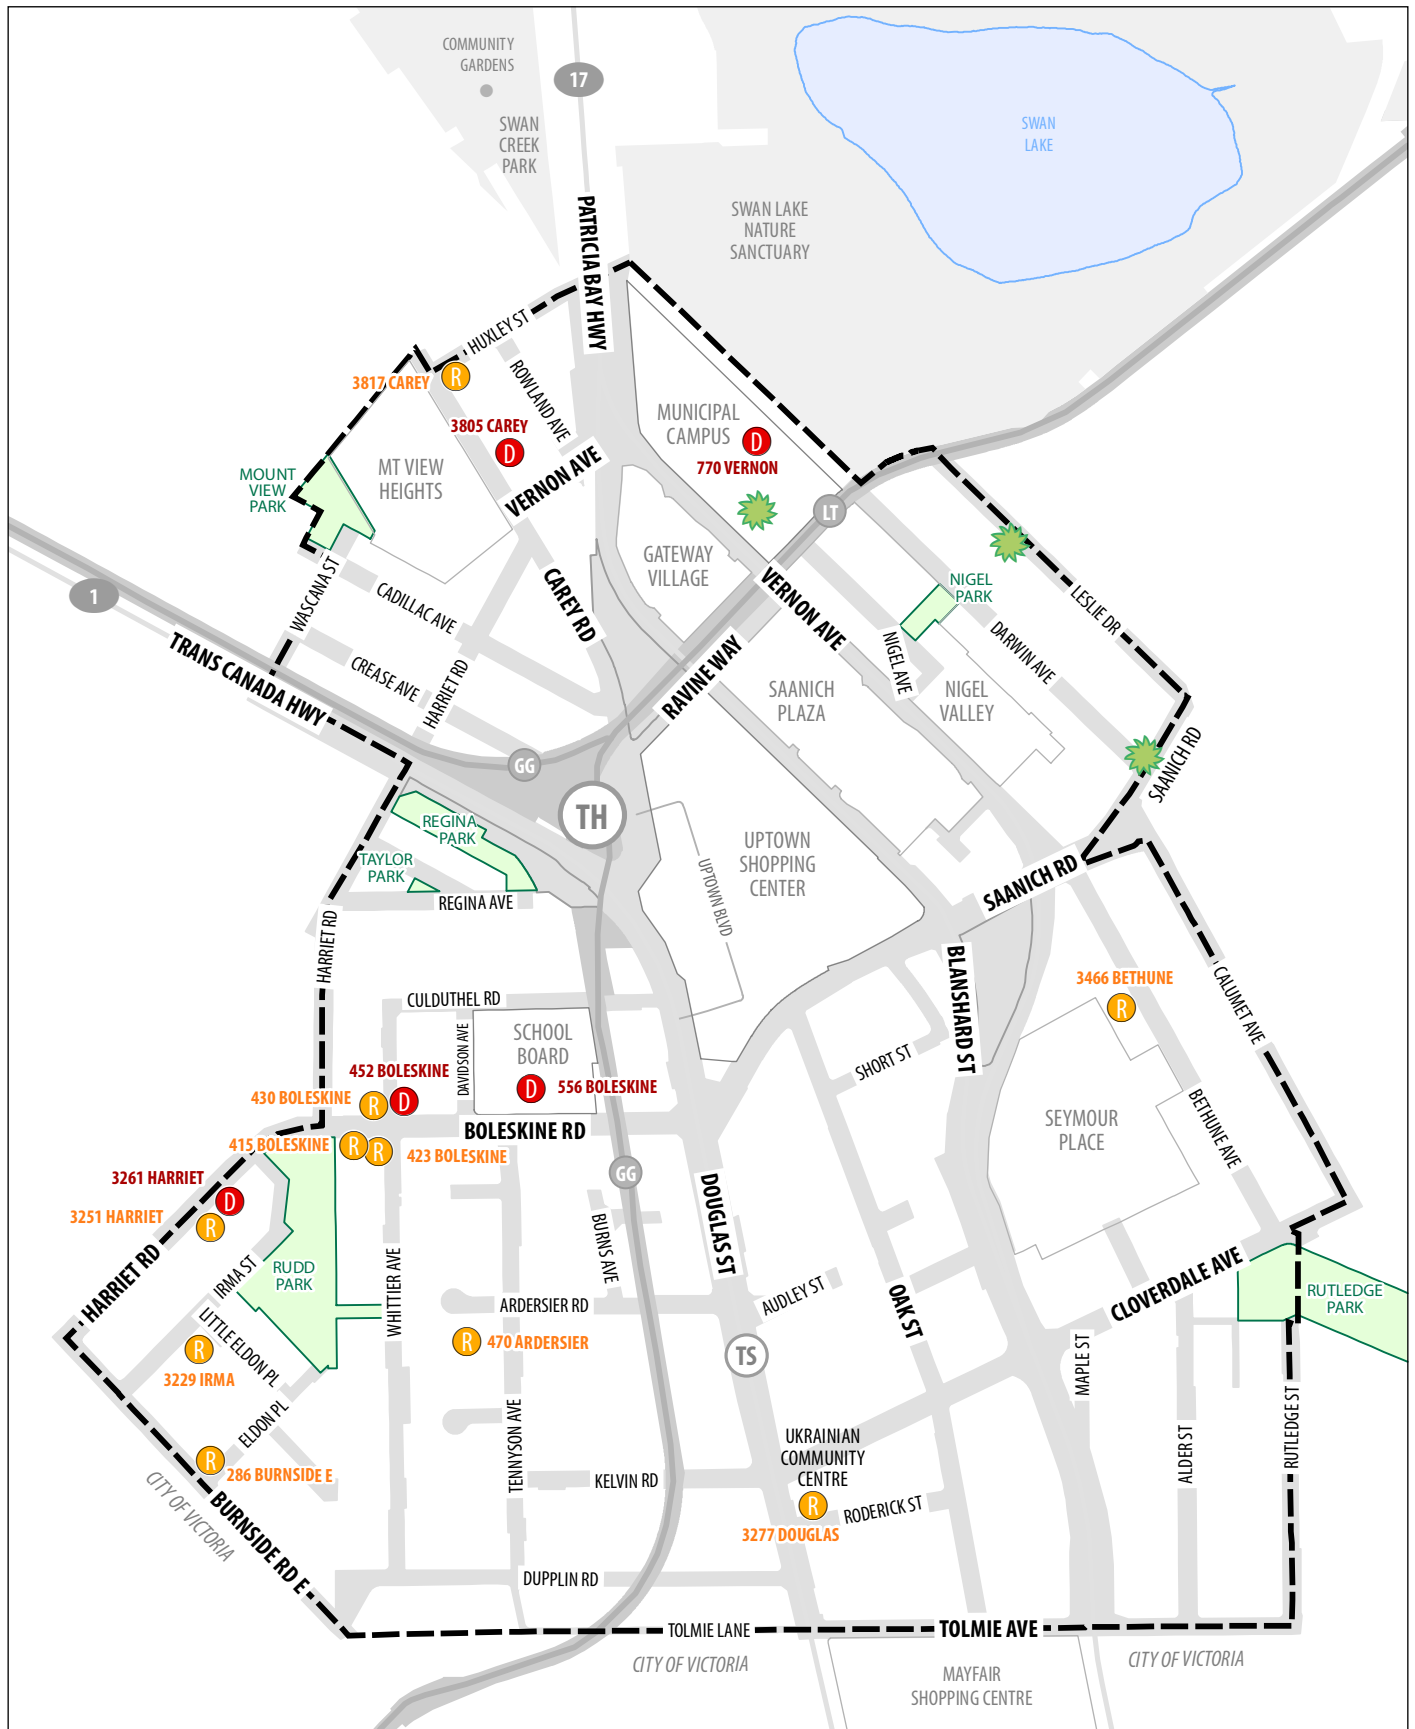 COMMUNITY
GARDENS
17
SWAN
CREEK
PARK
SWAN
LAKE
PATRICIA BAY HWY
SWAN LAKE
NATURE
SANCTUARY
HUXLEY ST
3817 CAREY
R
ROWLAND AVE
3805 CAREY
D
MUNICIPAL
CAMPUS
D
770 VERNON
MT VIEW
HEIGHTS
VERNON AVE
MOUNT
VIEW
PARK
LT
GATEWAY
VILLAGE
VERNON AVE
1
WASCANA ST
CADILLAC AVE
CAREY RD
NIGEL
PARK
LESLIE DR
DARWIN AVE
NIGEL AVE
TRANS CANADA HWY
CREASE AVE
HARRIET RD
RAVINE WAY
SAANICH
PLAZA
NIGEL
VALLEY
SAANICH RD
GG
TH
REGINA
PARK
TAYLOR
PARK
REGINA AVE
UPTOWN
SHOPPING
CENTER
UPTOWN BLVD
SAANICH RD
HARRIET RD
BLANSHARD ST
3466 BETHUNE
R
CALUMET AVE
CULDUTHEL RD
DAVIDSON AVE
SCHOOL
BOARD
D
556 BOLESKINE
452 BOLESKINE
430 BOLESKINE
R
D
SHORT ST
415 BOLESKINE
R
R
423 BOLESKINE
BOLESKINE RD
SEYMOUR
PLACE
BETHUNE AVE
3261 HARRIET
D
3251 HARRIET
R
GG
DOUGLAS ST
BURNS AVE
HARRIET RD
IRMA ST
RUDD
PARK
WHITTIER AVE
ARDERSIER RD
AUDLEY ST
OAK ST
CLOVERDALE AVE
RUTLEDGE
PARK
LITTLE ELDON PL
R
3229 IRMA
R
470 ARDERSIER
TS
MAPLE ST
ELDON PL
TENNYSON AVE
ALDER ST
RUTLEDGE ST
R
286 BURNSIDE E
CITY OF VICTORIA
BURNSIDE RD E
UKRAINIAN
COMMUNITY
CENTRE
KELVIN RD
R
RODERICK ST
3277 DOUGLAS
DUPPLIN RD
TOLMIE LANE
TOLMIE AVE
CITY OF VICTORIA
CITY OF VICTORIA
MAYFAIR
SHOPPING CENTRE